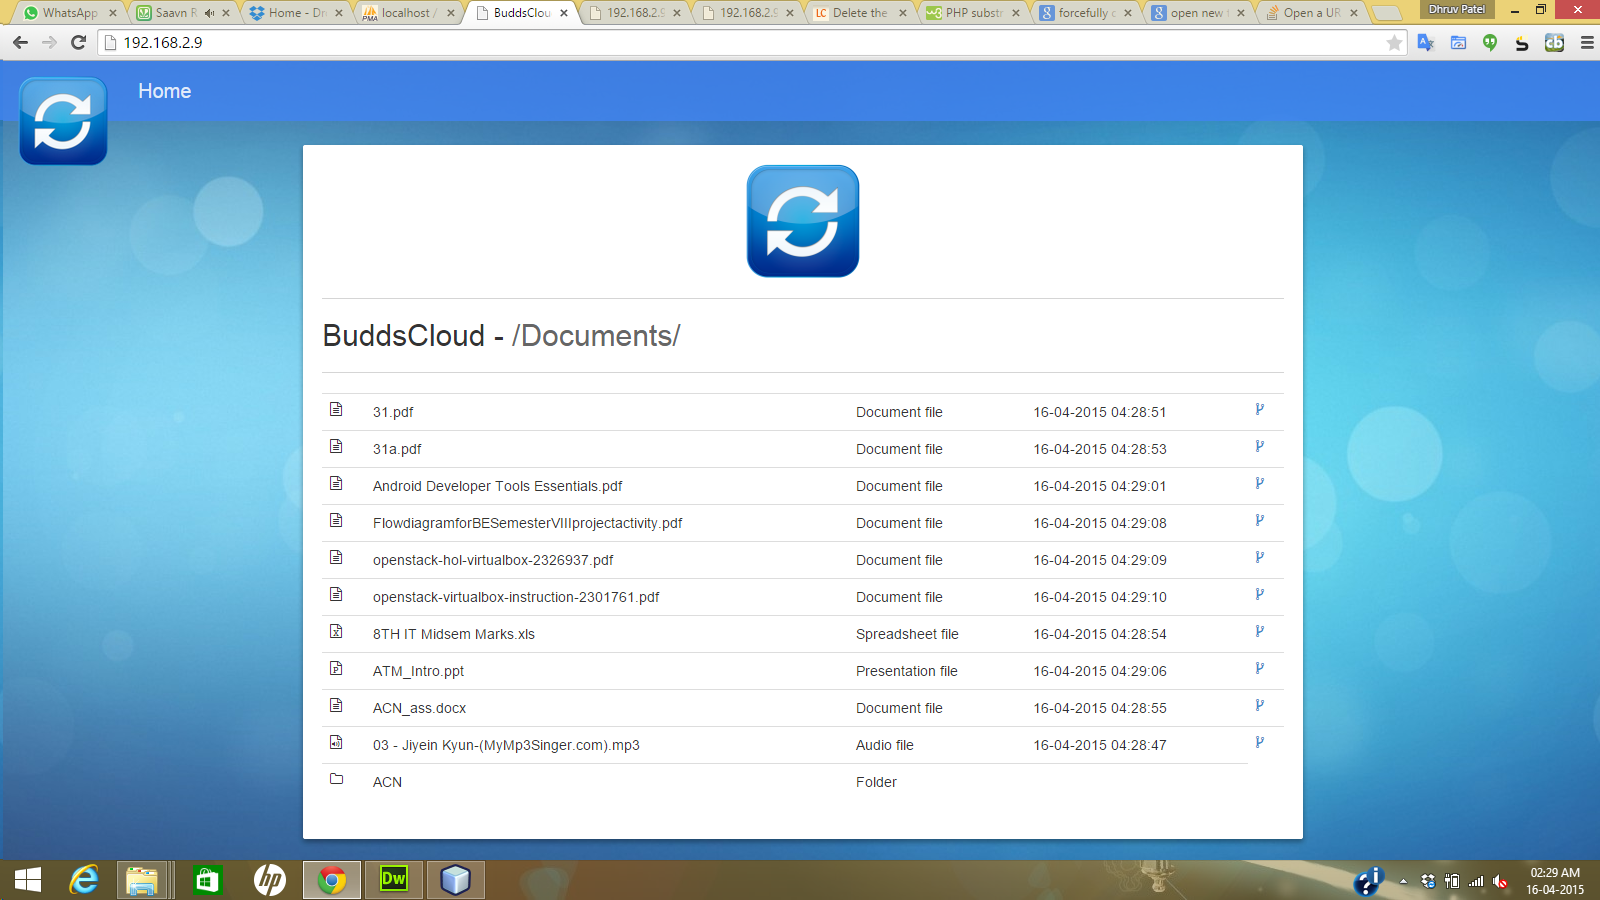 WhatsApp
Saavn R
Home - Dr
localhost /
BuddsClou
192.168.2.9
192.168.2.9
Delete the
PHP substr
forcefully c
open new
Open a UR
Dhruv Patel
192.168.2.9
Home
BuddsCloud - /Documents/
31.pdf Document file 16-04-2015 04:28:51
31a.pdf Document file 16-04-2015 04:28:53
Android Developer Tools Essentials.pdf Document file 16-04-2015 04:29:01
FlowdiagramforBESemesterVIIIprojectactivity.pdf Document file 16-04-2015 04:29:08
openstack-hol-virtualbox-2326937.pdf Document file 16-04-2015 04:29:09
openstack-virtualbox-instruction-2301761.pdf Document file 16-04-2015 04:29:10
8TH IT Midsem Marks.xls Spreadsheet file 16-04-2015 04:28:54
ATM_Intro.ppt Presentation file 16-04-2015 04:29:06
ACN_ass.docx Document file 16-04-2015 04:28:55
03 - Jiyein Kyun-(MyMp3Singer.com).mp3 Audio file 16-04-2015 04:28:47
ACN Folder
hp
Dw
02:29 AM
16-04-2015